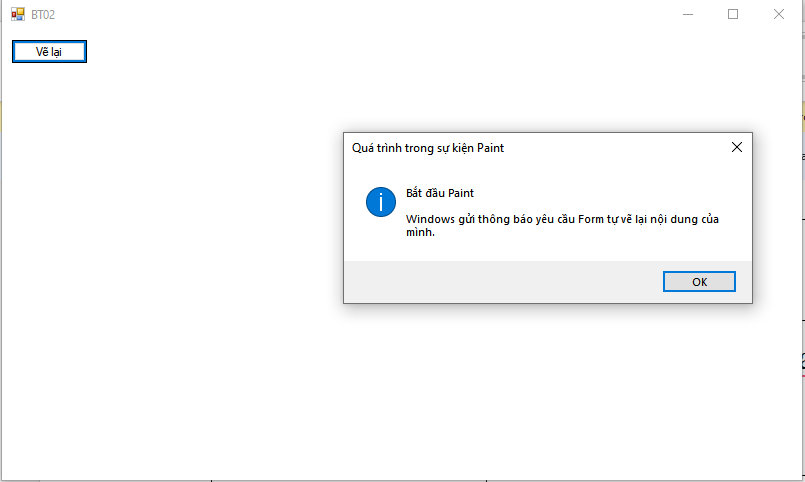 BT02
Vẽ lại
Quá trình trong sự kiện Paint
Bắt đầu Paint
Windows gửi thông báo yêu cầu Form tự vẽ lại nội dung của
mình.
OK